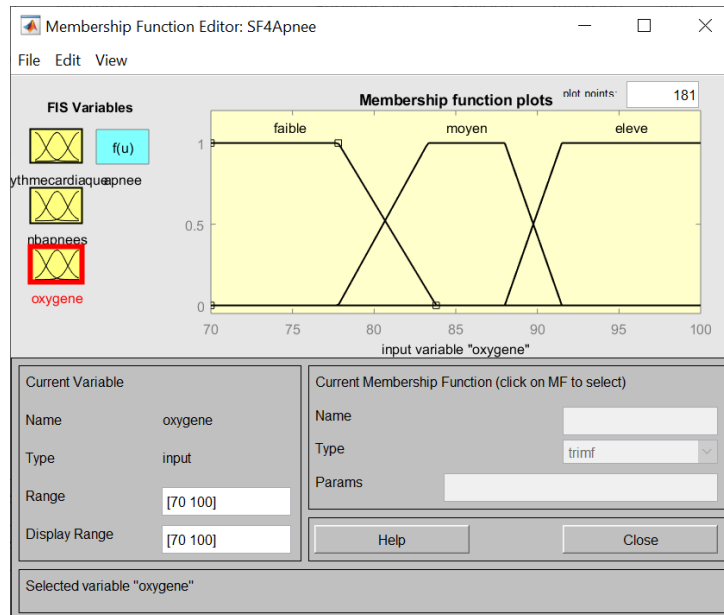 Membership Function Editor: SF4Apnee
File Edit View
FIS Variables
f(u)
ythmecardiaque
apnee
nbapnees
oxygene
Membership function plots
plot points:
181
faible
moyen
eleve
1
0.5
0
70 75 80 85 90 95 100
input variable "oxygene"
Current Variable
Name oxygene
Type input
Range [70 100]
Display Range [70 100]
Current Membership Function (click on MF to select)
Name
Type trimf
Params
Help
Close
Selected variable "oxygene"